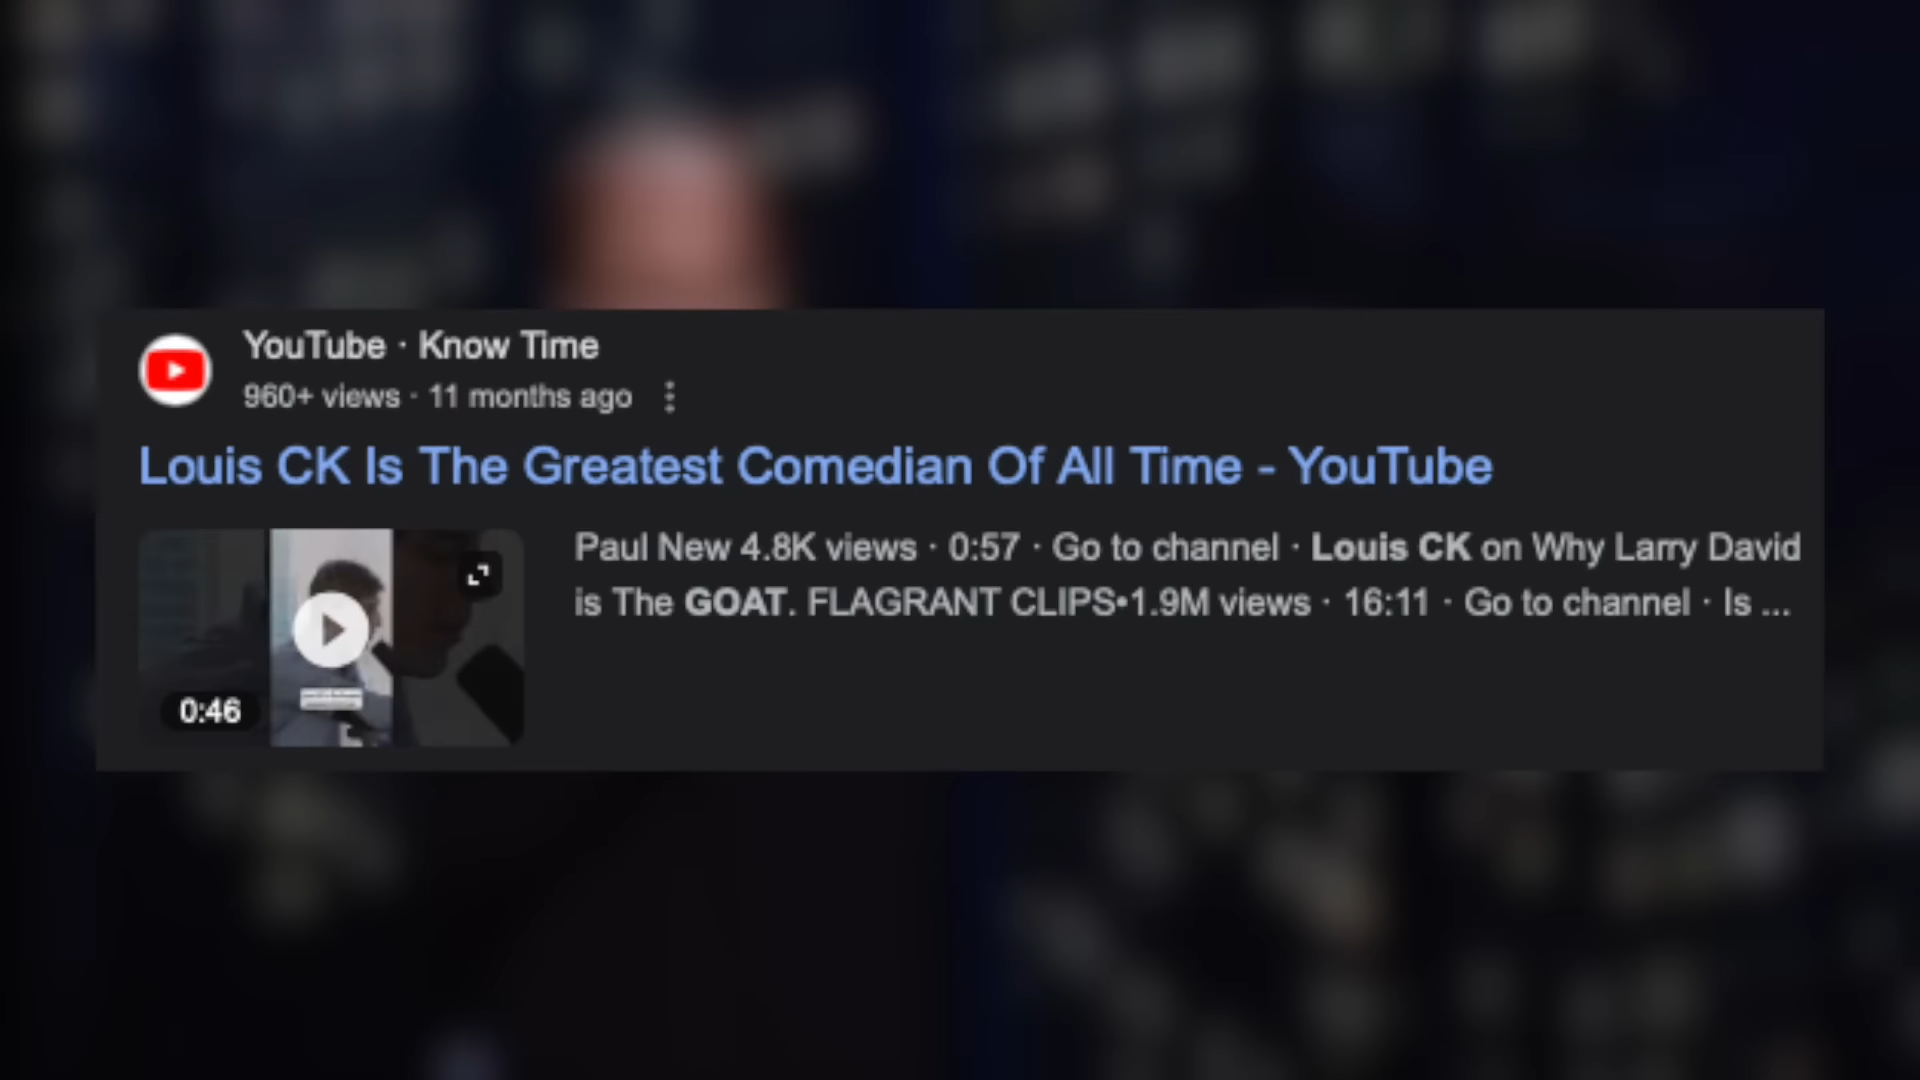 YouTube · Know Time
960+ views · 11 months ago
Louis CK Is The Greatest Comedian Of All Time - YouTube
Paul New 4.8K views · 0:57 · Go to channel · Louis CK on Why Larry David
is The GOAT. FLAGRANT CLIPS•1.9M views · 16:11 · Go to channel · Is ...
0:46